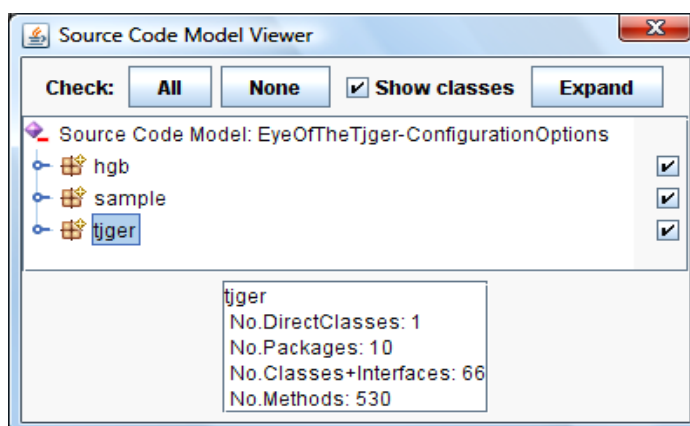 Source Code Model Viewer
Check: All None Show classes Expand
Source Code Model: EyeOfTheTjger-ConfigurationOptions
hgb
sample
tjger
tjger
No.DirectClasses: 1
No.Packages: 10
No.Classes+Interfaces: 66
No.Methods: 530